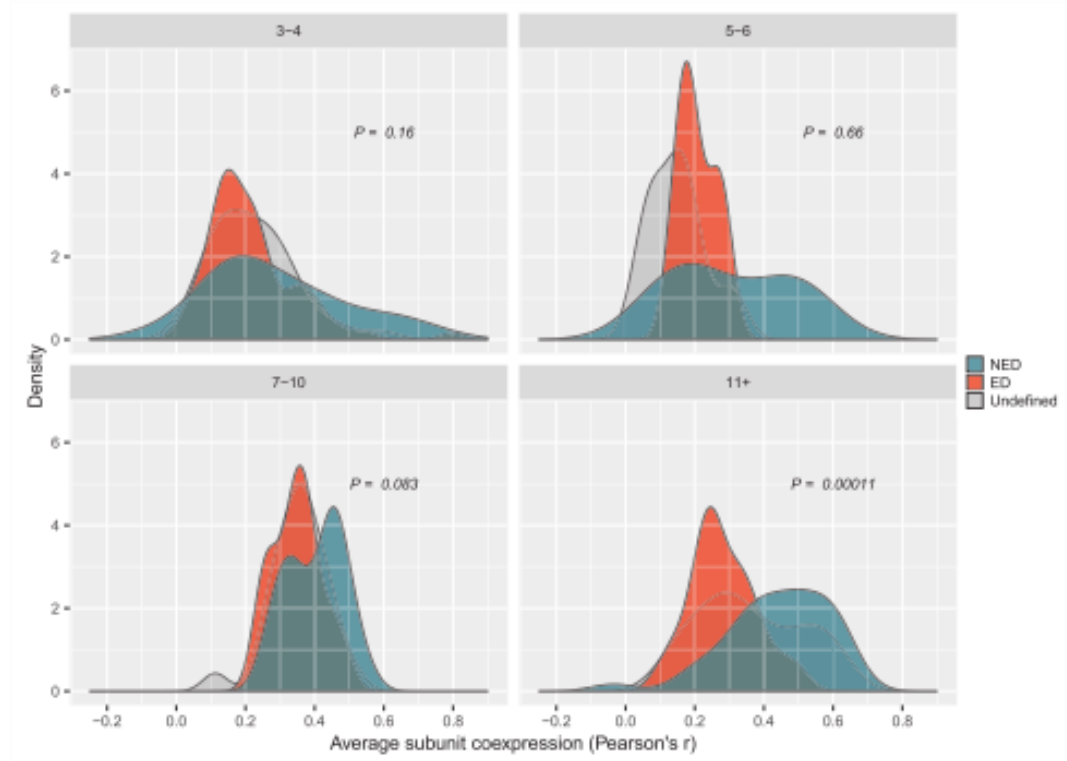 3−4
5−6
P = 0.16
P = 0.66
6
4
2
0
7−10
11+
P = 0.083
P = 0.00011
6
4
2
0
−0.2 0.0 0.2 0.4 0.6 0.8
−0.2 0.0 0.2 0.4 0.6 0.8
Density
Average subunit coexpression (Pearson's r)
NED
ED
Undefined